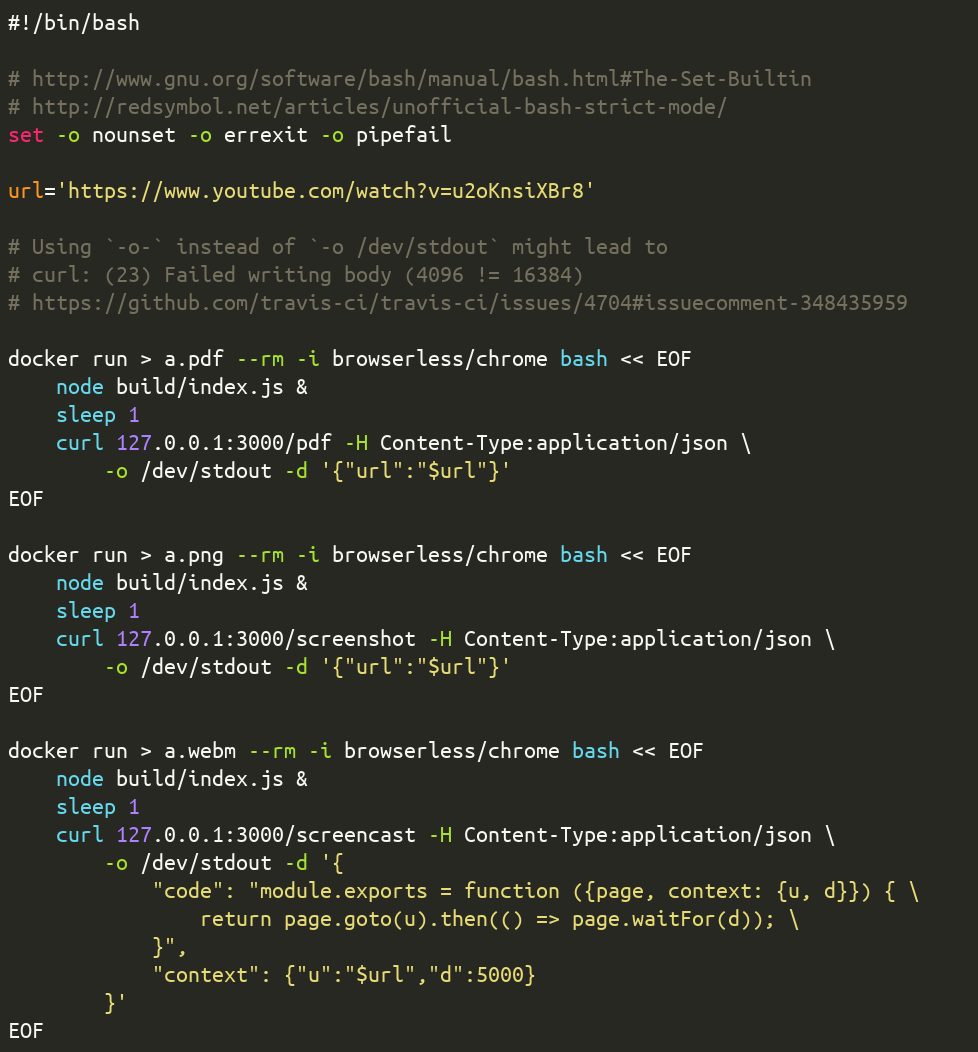 #!/bin/bash

# http://www.gnu.org/software/bash/manual/bash.html#The-Set-Builtin
# http://redsymbol.net/articles/unofficial-bash-strict-mode/
set -o nounset -o errexit -o pipefail

url='https://www.youtube.com/watch?v=u2oKnsiXBr8'

# Using `-o-` instead of `-o /dev/stdout` might lead to
# curl: (23) Failed writing body (4096 != 16384)
# https://github.com/travis-ci/travis-ci/issues/4704#issuecomment-348435959

docker run > a.pdf --rm -i browserless/chrome bash << EOF
    node build/index.js &
    sleep 1
    curl 127.0.0.1:3000/pdf -H Content-Type:application/json \
        -o /dev/stdout -d '{"url":"$url"}'
EOF

docker run > a.png --rm -i browserless/chrome bash << EOF
    node build/index.js &
    sleep 1
    curl 127.0.0.1:3000/screenshot -H Content-Type:application/json \
        -o /dev/stdout -d '{"url":"$url"}'
EOF

docker run > a.webm --rm -i browserless/chrome bash << EOF
    node build/index.js &
    sleep 1
    curl 127.0.0.1:3000/screencast -H Content-Type:application/json \
        -o /dev/stdout -d '{
            "code": "module.exports = function ({page, context: {u, d}}) { \
                return page.goto(u).then(() => page.waitFor(d)); \
            }",
            "context": {"u":"$url","d":5000}
        }'
EOF